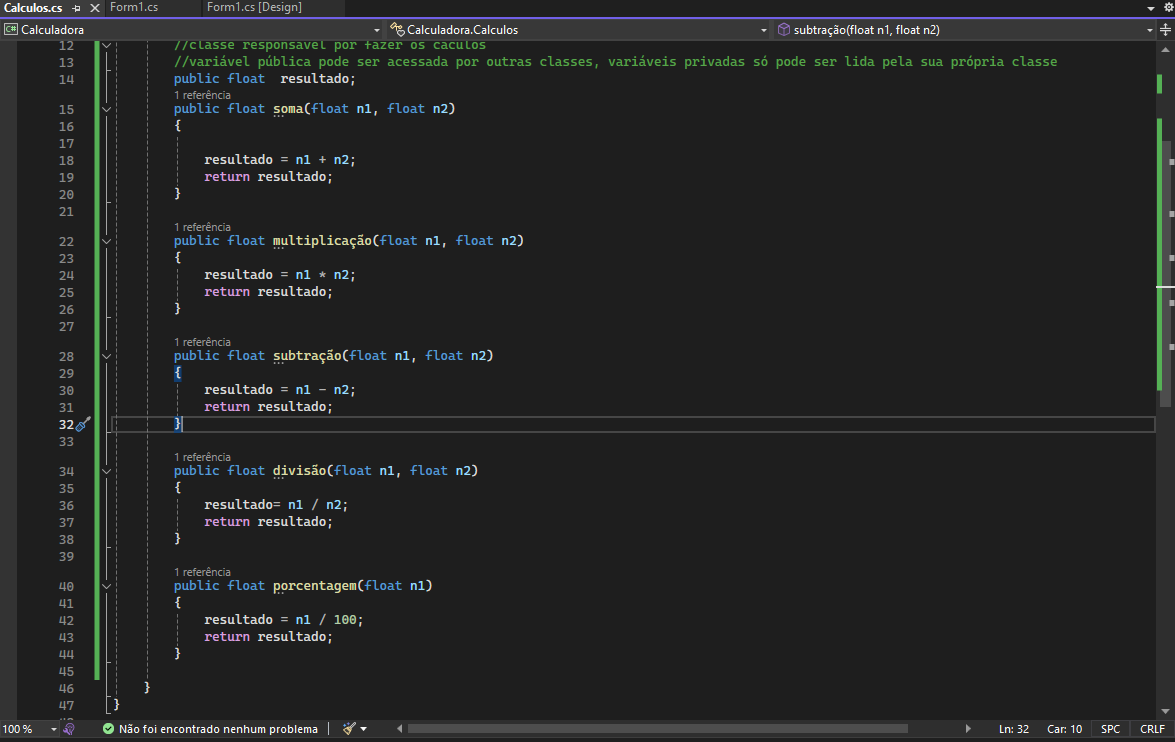 Calculos.cs Form1.cs Form1.cs [Design]
C# Calculadora Calculadora.Calculos subtração(float n1, float n2)
12 //classe responsável por fazer os caculos
13 //variável pública pode ser acessada por outras classes, variáveis privadas só pode ser lida pela sua própria classe
14 public float  resultado;
1 referência
15 public float soma(float n1, float n2)
16 {
17
18 resultado = n1 + n2;
19 return resultado;
20 }
21
1 referência
22 public float multiplicação(float n1, float n2)
23 {
24 resultado = n1 * n2;
25 return resultado;
26 }
27
1 referência
28 public float subtração(float n1, float n2)
29 {
30 resultado = n1 - n2;
31 return resultado;
32 }
33
1 referência
34 public float divisão(float n1, float n2)
35 {
36 resultado= n1 / n2;
37 return resultado;
38 }
39
1 referência
40 public float porcentagem(float n1)
41 {
42 resultado = n1 / 100;
43 return resultado;
44 }
45
46 }
47 }
100 % Não foi encontrado nenhum problema Ln: 32 Car: 10 SPC CRLF